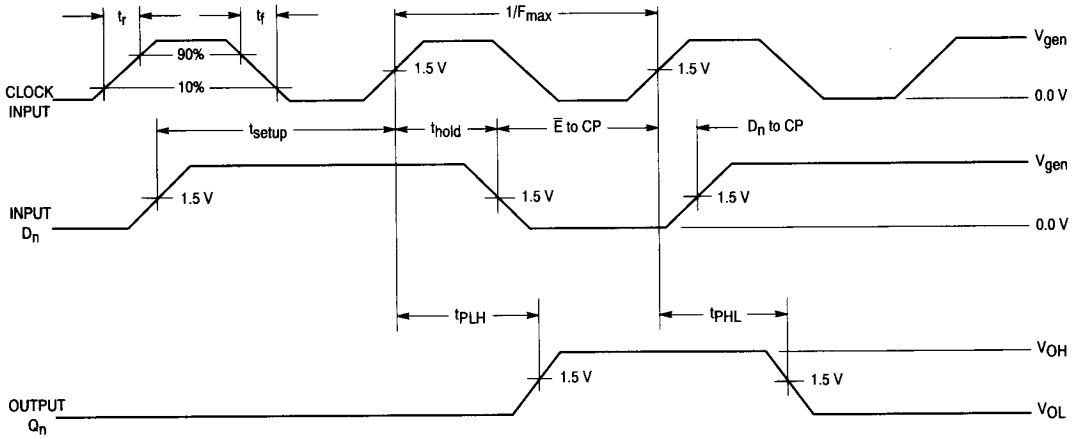 tr tf 1/Fmax
Vgen
90%
1.5 V 1.5 V
10%
CLOCK
INPUT
0.0 V
tsetup thold E̅ to CP Dn to CP
Vgen
1.5 V 1.5 V 1.5 V
INPUT
Dn
0.0 V
tPLH tPHL
VOH
1.5 V 1.5 V
OUTPUT
Qn
VOL